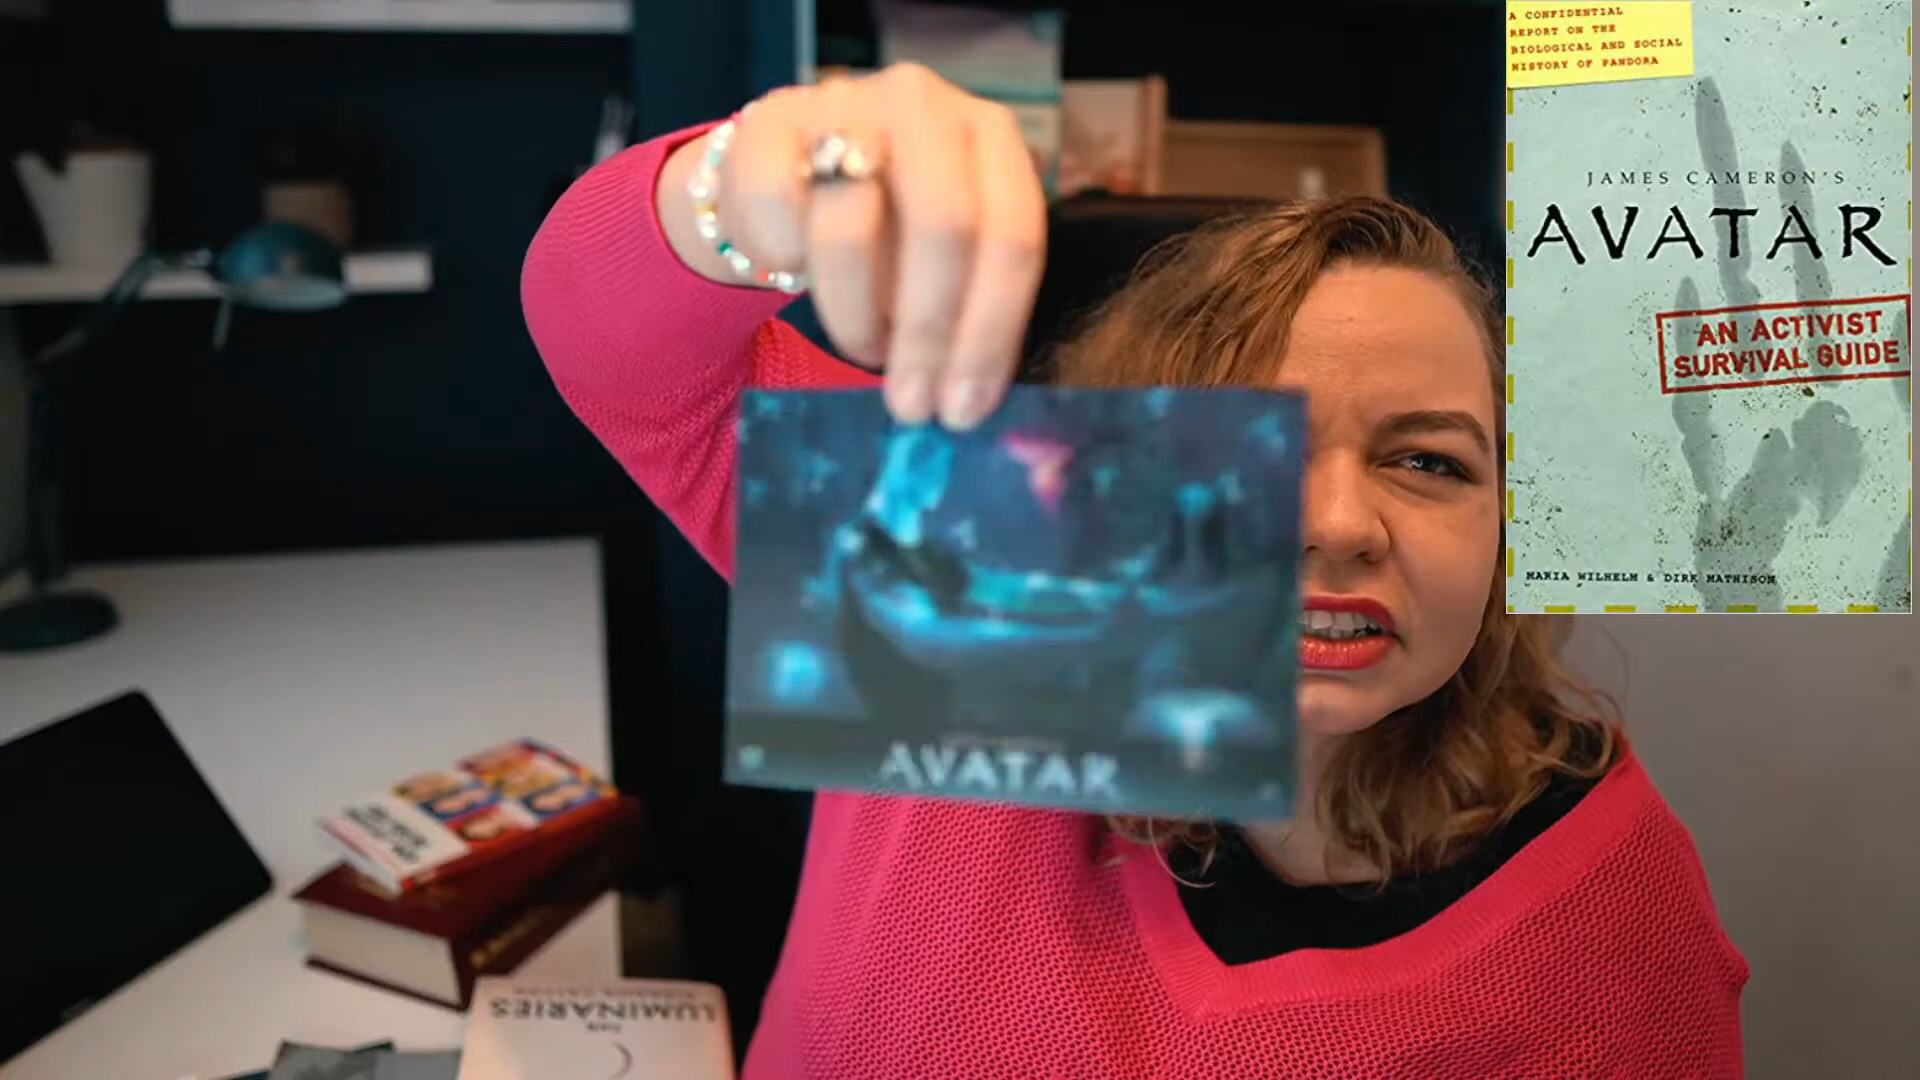 A CONFIDENTIAL
REPORT ON THE
BIOLOGICAL AND SOCIAL
HISTORY OF PANDORA
JAMES CAMERON'S
AVATAR
AN ACTIVIST
SURVIVAL GUIDE
MARIA WILHELM & DIRK MATHISON
AVATAR
THE
LUMINARIES